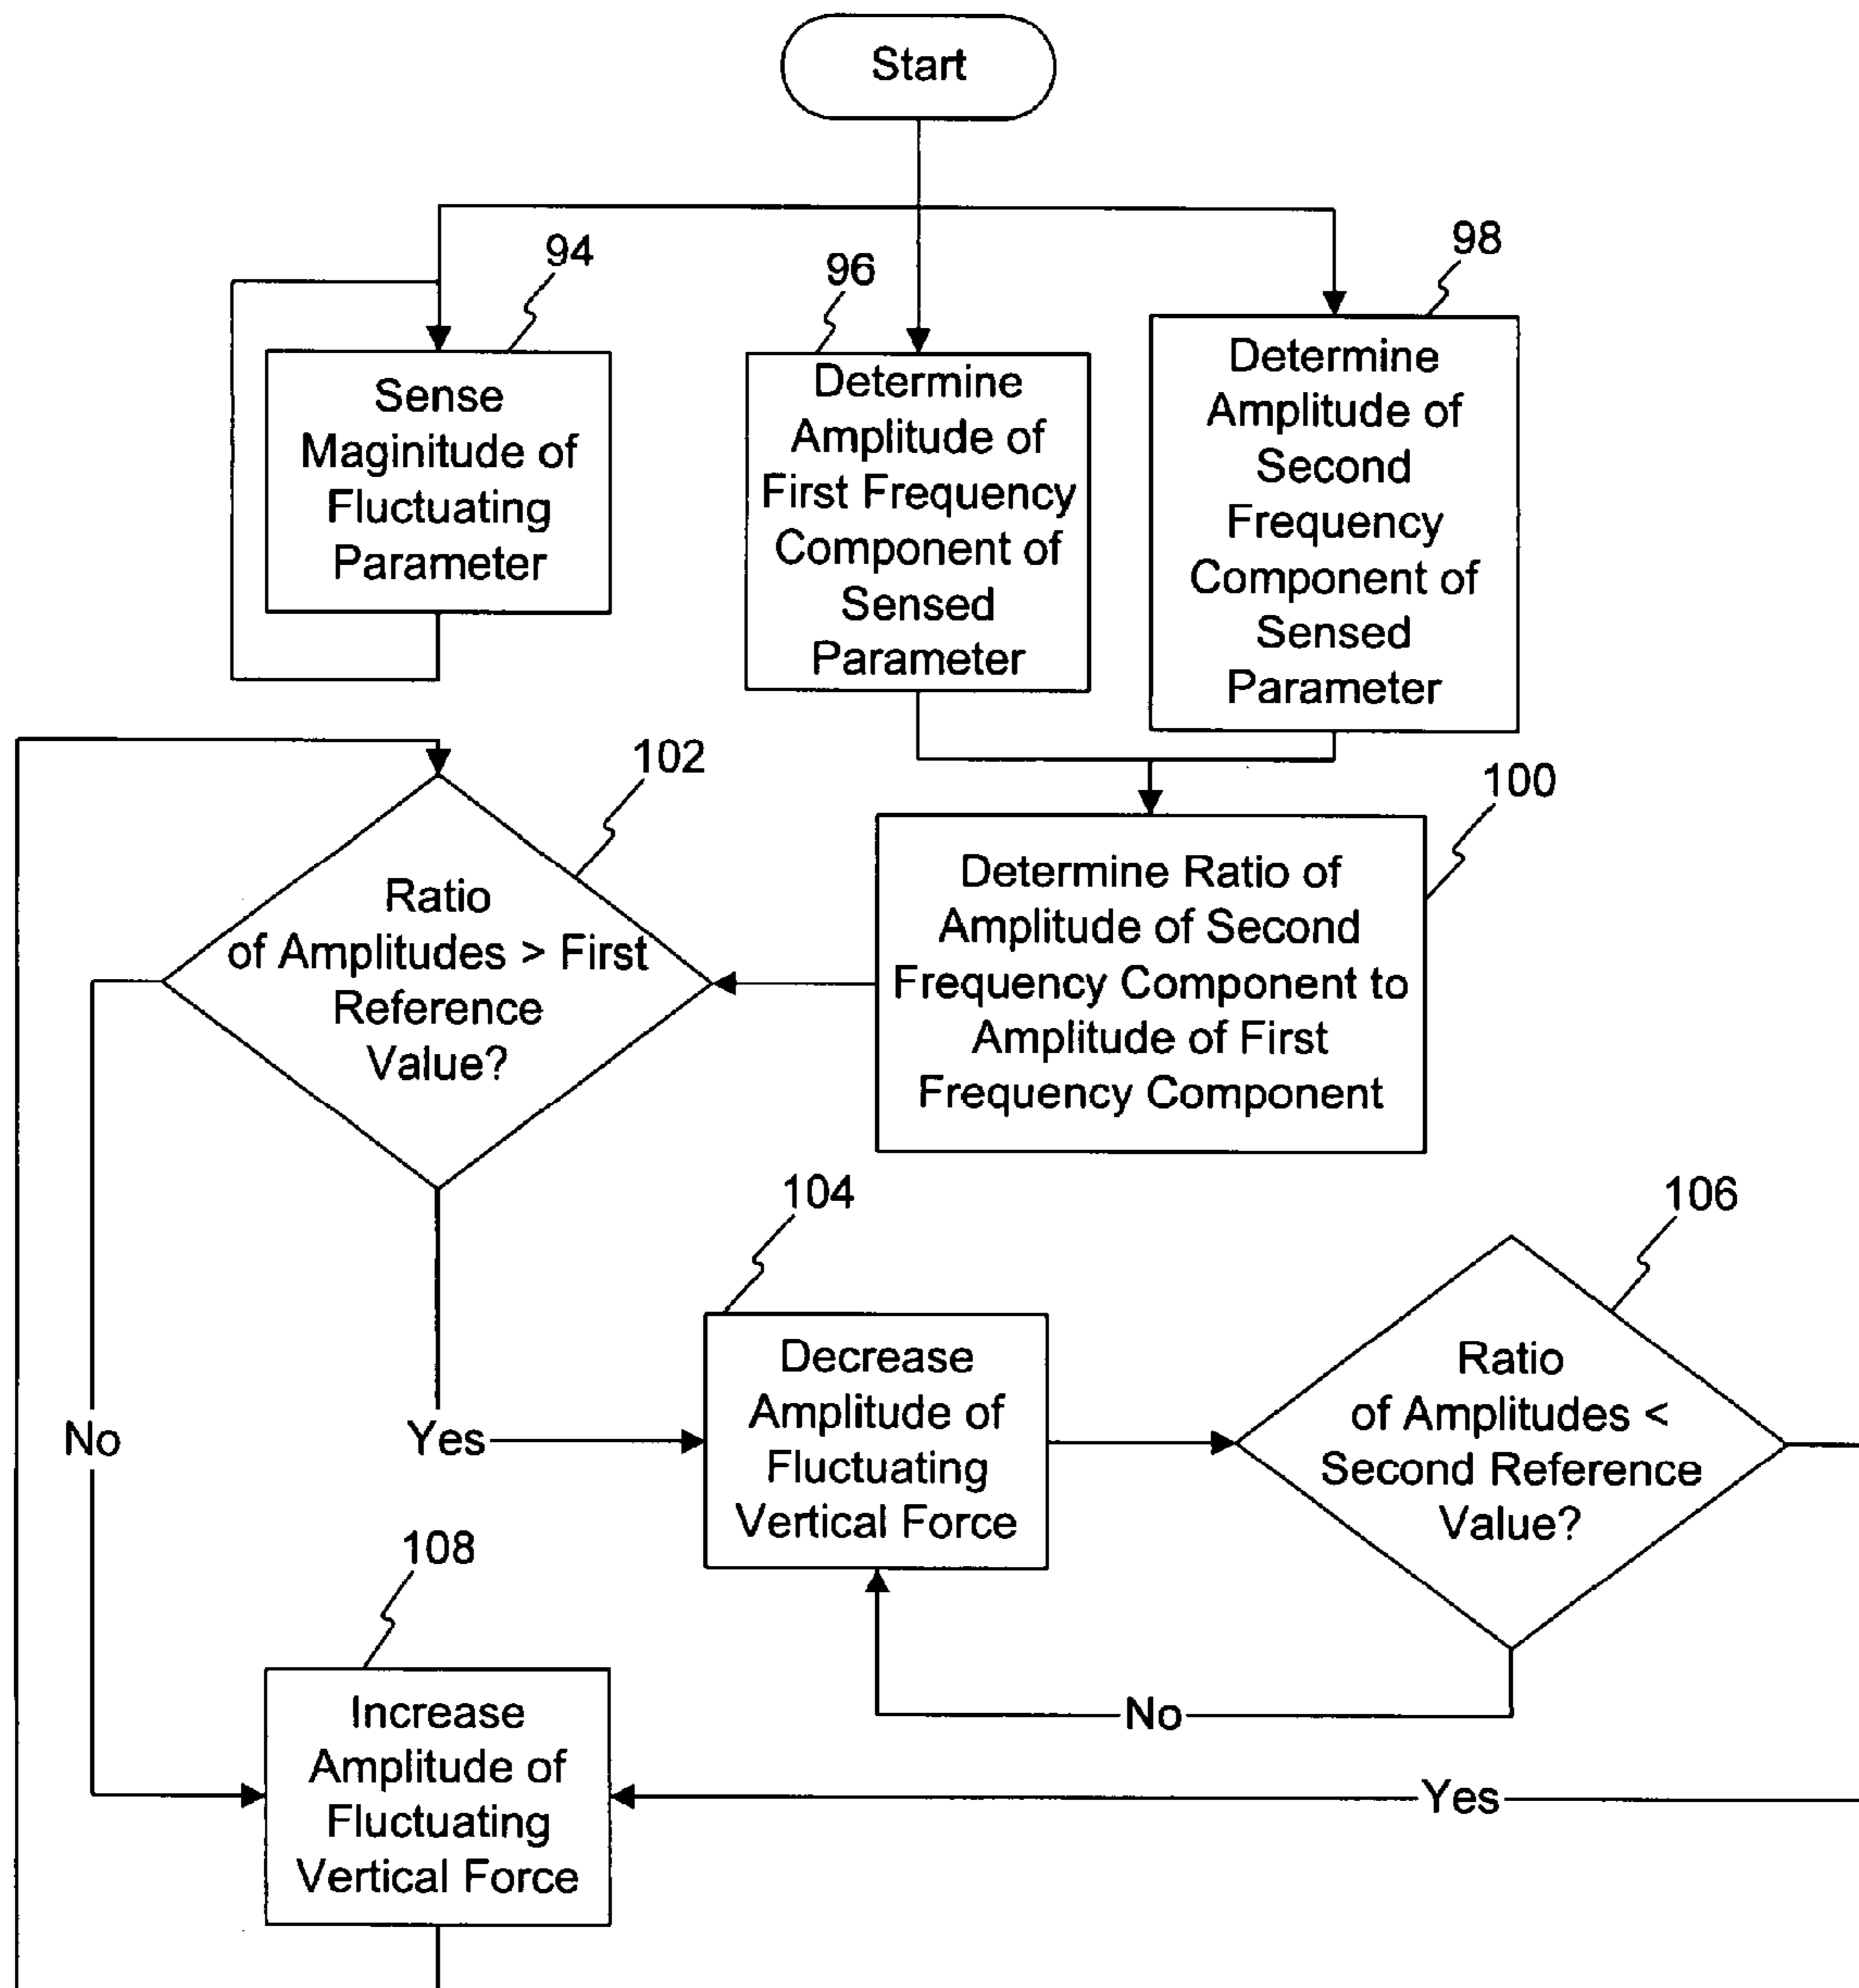 Start
94
96
98
Sense
Maginitude of
Fluctuating
Parameter
Determine
Amplitude of
First Frequency
Component of
Sensed
Parameter
Determine
Amplitude of
Second
Frequency
Component of
Sensed
Parameter
102
100
Ratio
of Amplitudes > First
Reference
Value?
Determine Ratio of
Amplitude of Second
Frequency Component to
Amplitude of First
Frequency Component
104
106
No
Yes
Decrease
Amplitude of
Fluctuating
Vertical Force
Ratio
of Amplitudes <
Second Reference
Value?
108
No
Increase
Amplitude of
Fluctuating
Vertical Force
Yes